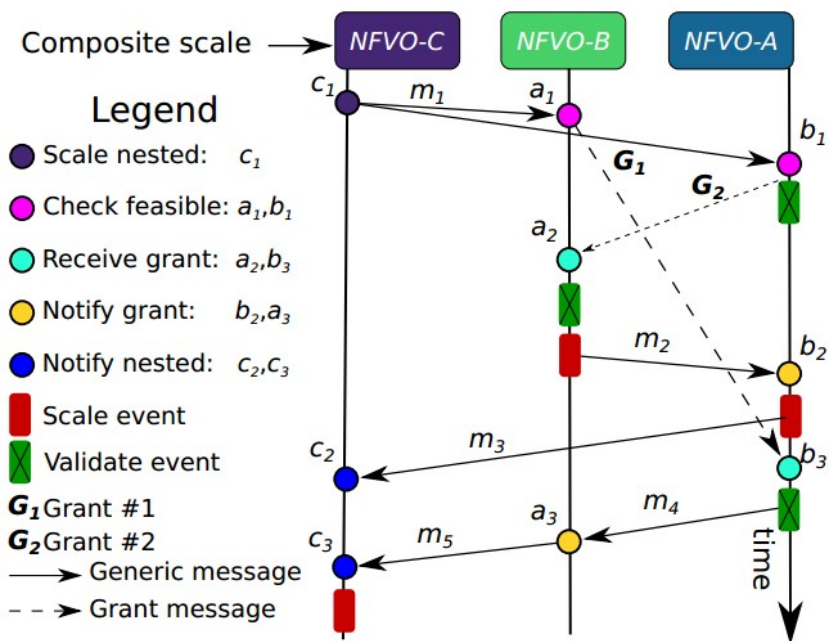 Composite scale
NFVO-C
NFVO-B
NFVO-A
c1
m1
a1
b1
Legend
Scale nested: c1
Check feasible: a1,b1
Receive grant: a2,b3
Notify grant: b2,a3
Notify nested: c2,c3
Scale event
Validate event
G1 Grant #1
G2 Grant #2
Generic message
Grant message
G1
G2
a2
m2
b2
m3
c2
b3
m4
a3
m5
c3
time